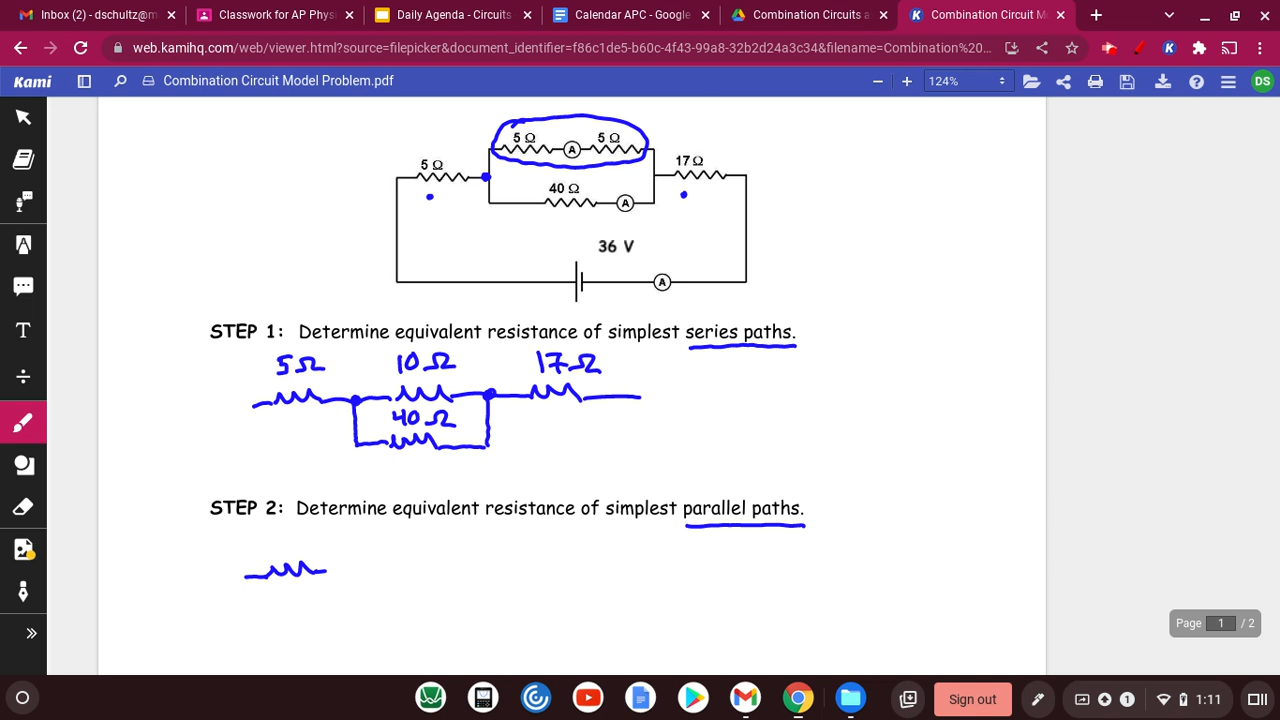 Inbox (2) - dschultz@m
Classwork for AP Physi
Daily Agenda - Circuits
Calendar APC - Google
Combination Circuits a
Combination Circuit M
web.kamihq.com/web/viewer.html?source=filepicker&document_identifier=f86c1de5-b60c-4f43-99a8-32b2d24a3c34&filename=Combination%20...
Kami
Combination Circuit Model Problem.pdf
124%
DS
5 Ω
5 Ω
A
5 Ω
17 Ω
40 Ω
A
36 V
A
STEP 1: Determine equivalent resistance of simplest series paths.
5Ω
10Ω
17Ω
40Ω
STEP 2: Determine equivalent resistance of simplest parallel paths.
Page 1 / 2
Sign out
1
1:11